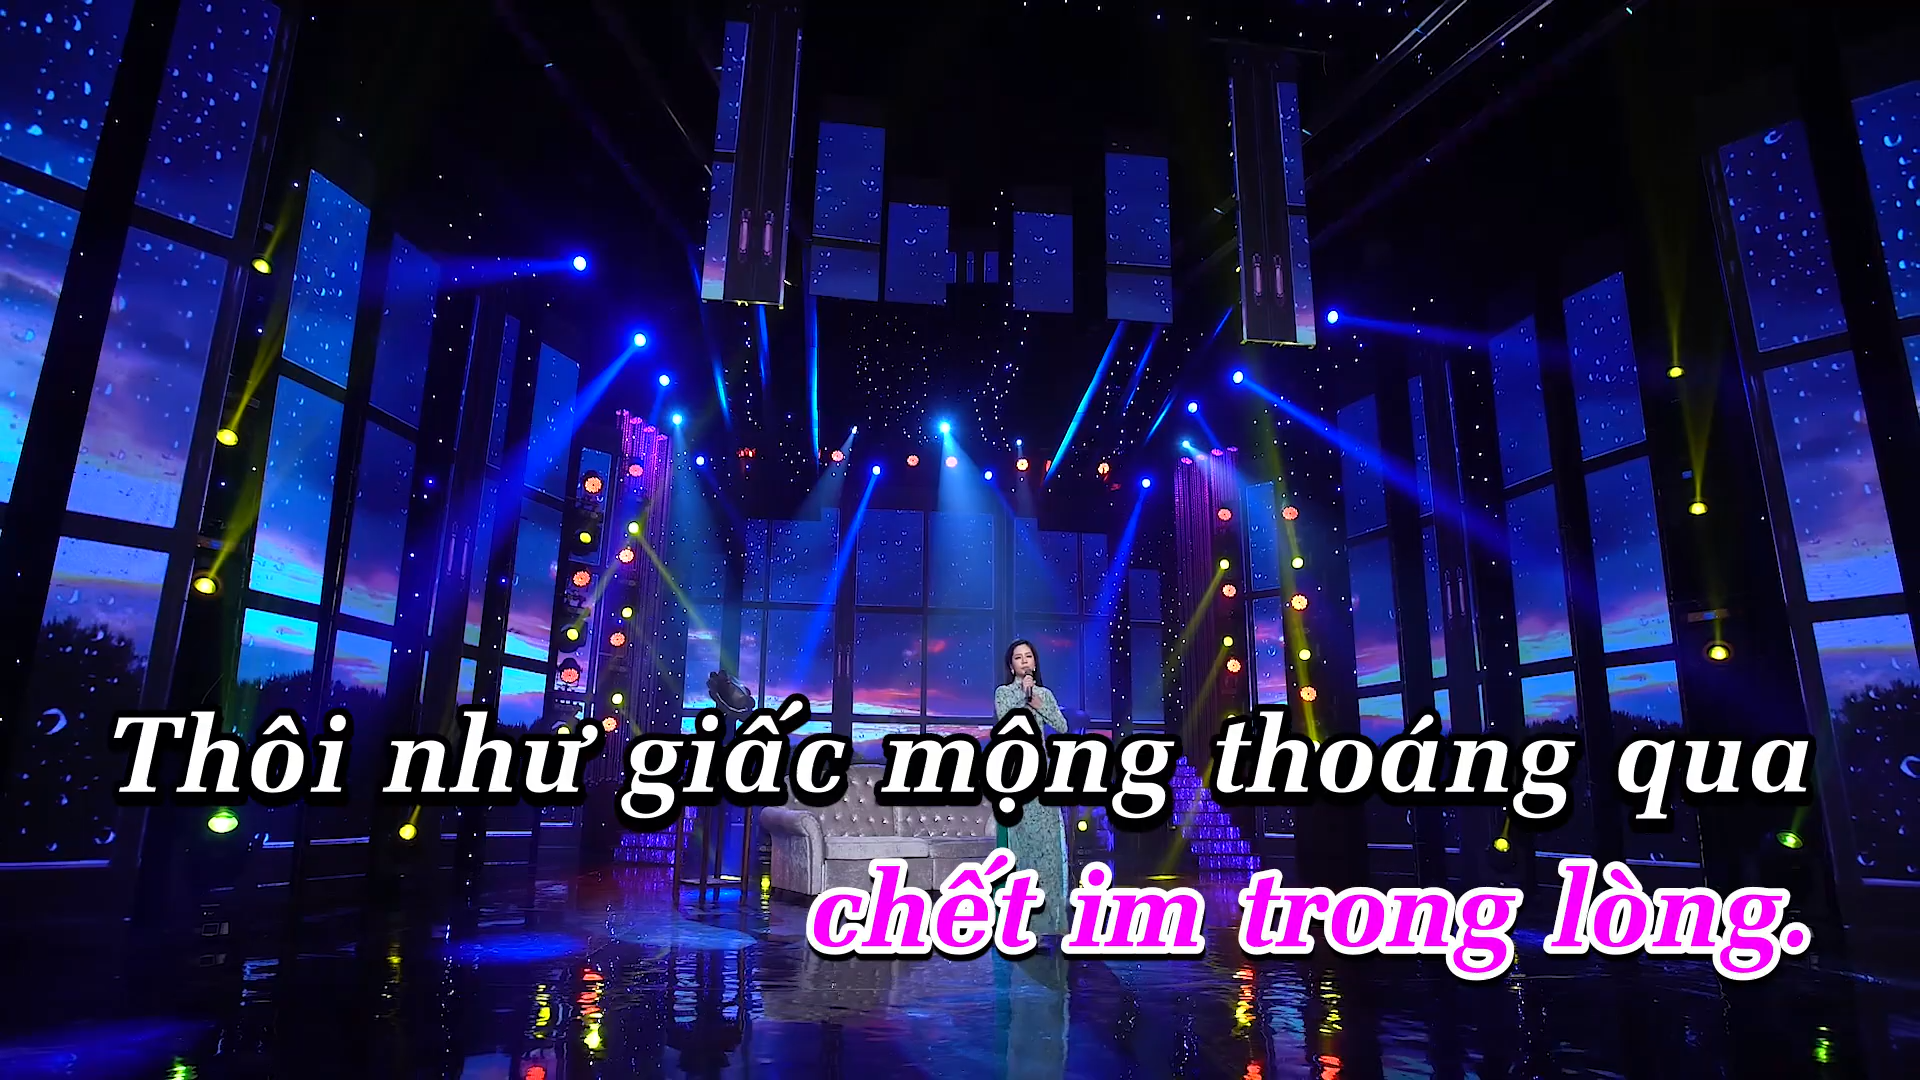 Thôi như giấc mộng thoáng qua
chết im trong lòng.